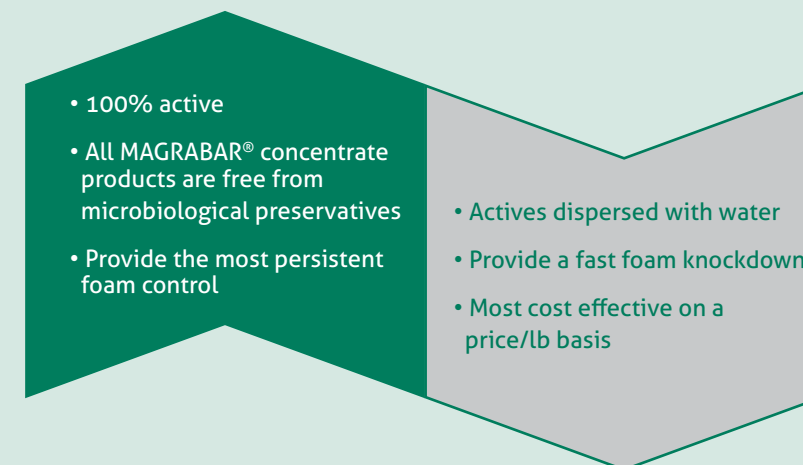 • 100% active
• All MAGRABAR® concentrate
products are free from
microbiological preservatives
• Provide the most persistent
foam control
• Actives dispersed with water
• Provide a fast foam knockdown
• Most cost effective on a
price/lb basis